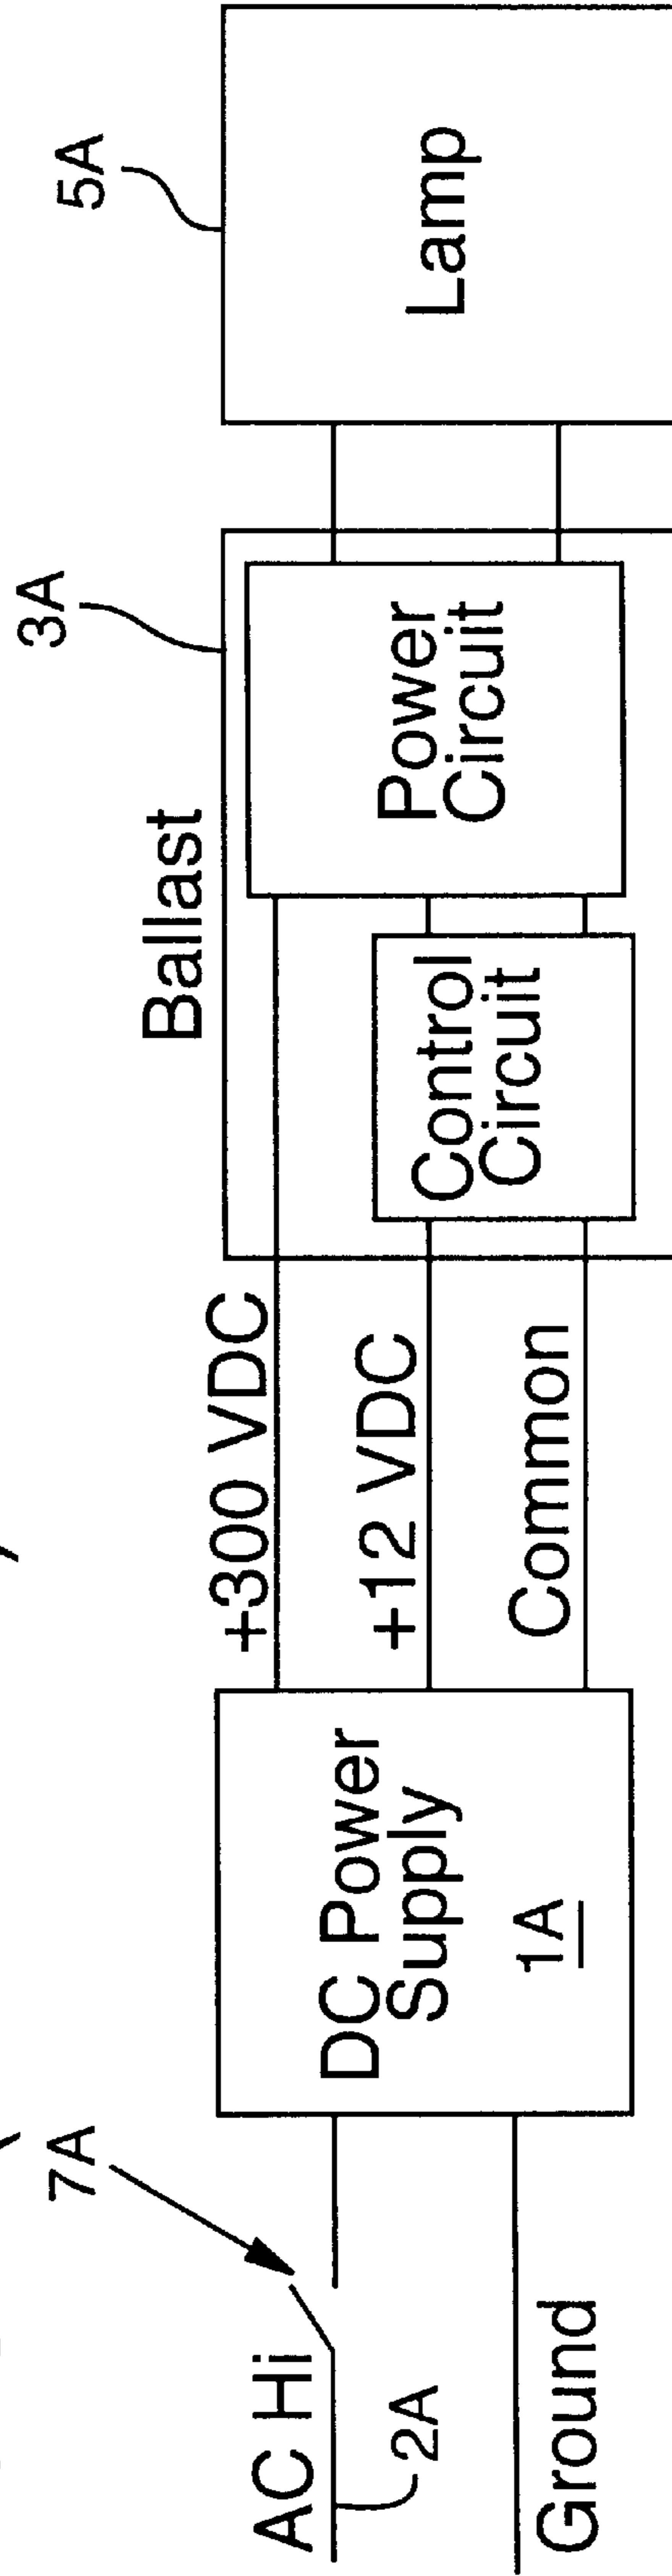 7A
AC Hi
2A
Ground
DC Power
Supply
1A
+300 VDC
+12 VDC
Common
Ballast
3A
Control
Circuit
Power
Circuit
5A
Lamp